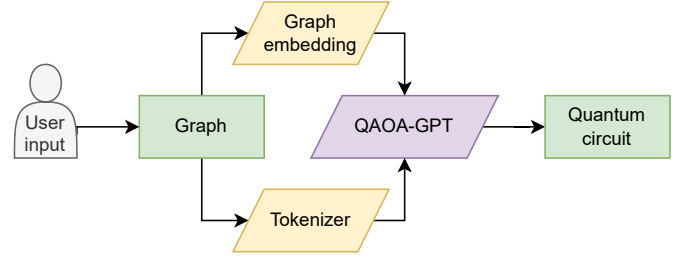 Graph
embedding
User
input
Graph
QAOA-GPT
Quantum
circuit
Tokenizer